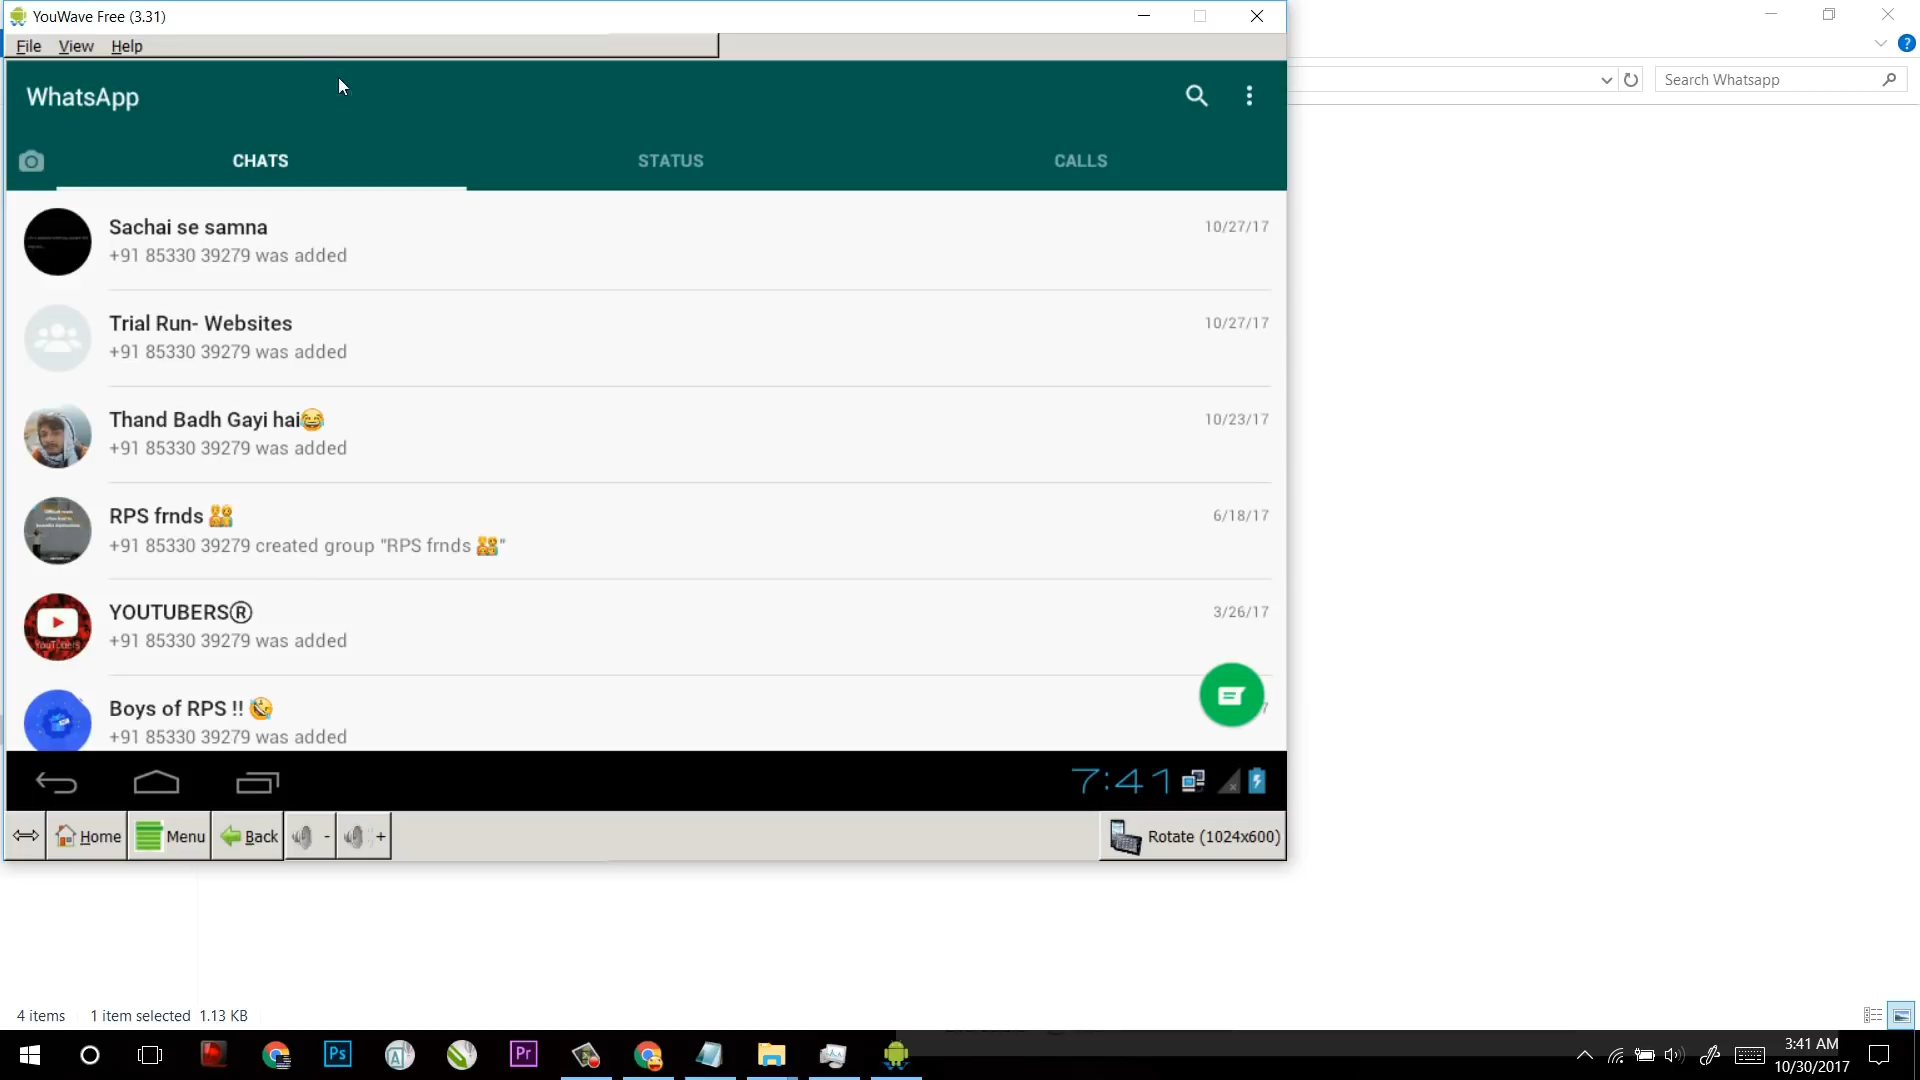 YouWave Free (3.31)
File View Help
Search Whatsapp
WhatsApp
CHATS STATUS CALLS
Sachai se samna 10/27/17
+91 85330 39279 was added
Trial Run- Websites 10/27/17
+91 85330 39279 was added
Thand Badh Gayi hai😂 10/23/17
+91 85330 39279 was added
RPS frnds 👫 6/18/17
+91 85330 39279 created group "RPS frnds 👫"
YOUTUBERS® 3/26/17
+91 85330 39279 was added
Boys of RPS !! 🤣
+91 85330 39279 was added
7:41
Home Menu Back - + Rotate (1024x600)
4 items 1 item selected 1.13 KB
Ps Pr
3:41 AM
10/30/2017